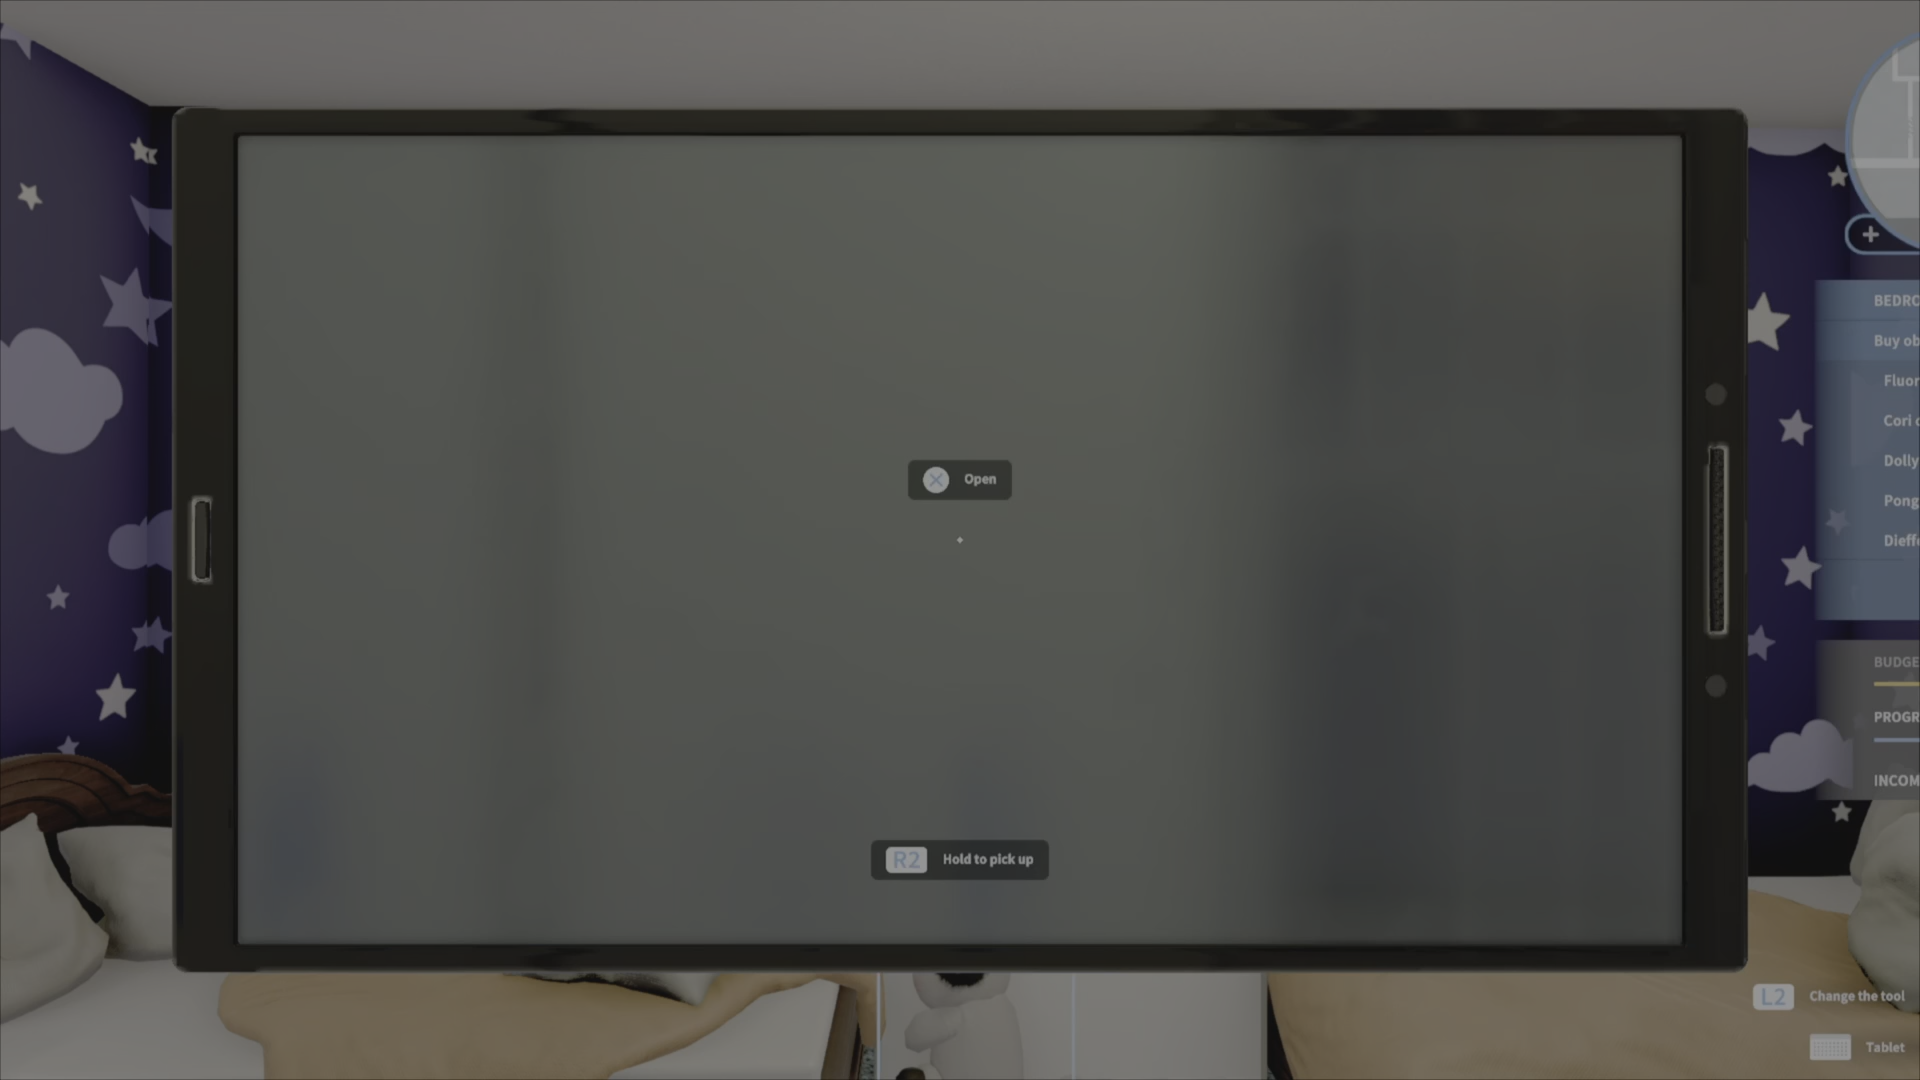 BEDRO
Buy ob
Fluor
Cori c
Dolly
Pong
Dieffe
Open
BUDGE
PROGR
INCOM
R2 Hold to pick up
L2 Change the tool
Tablet